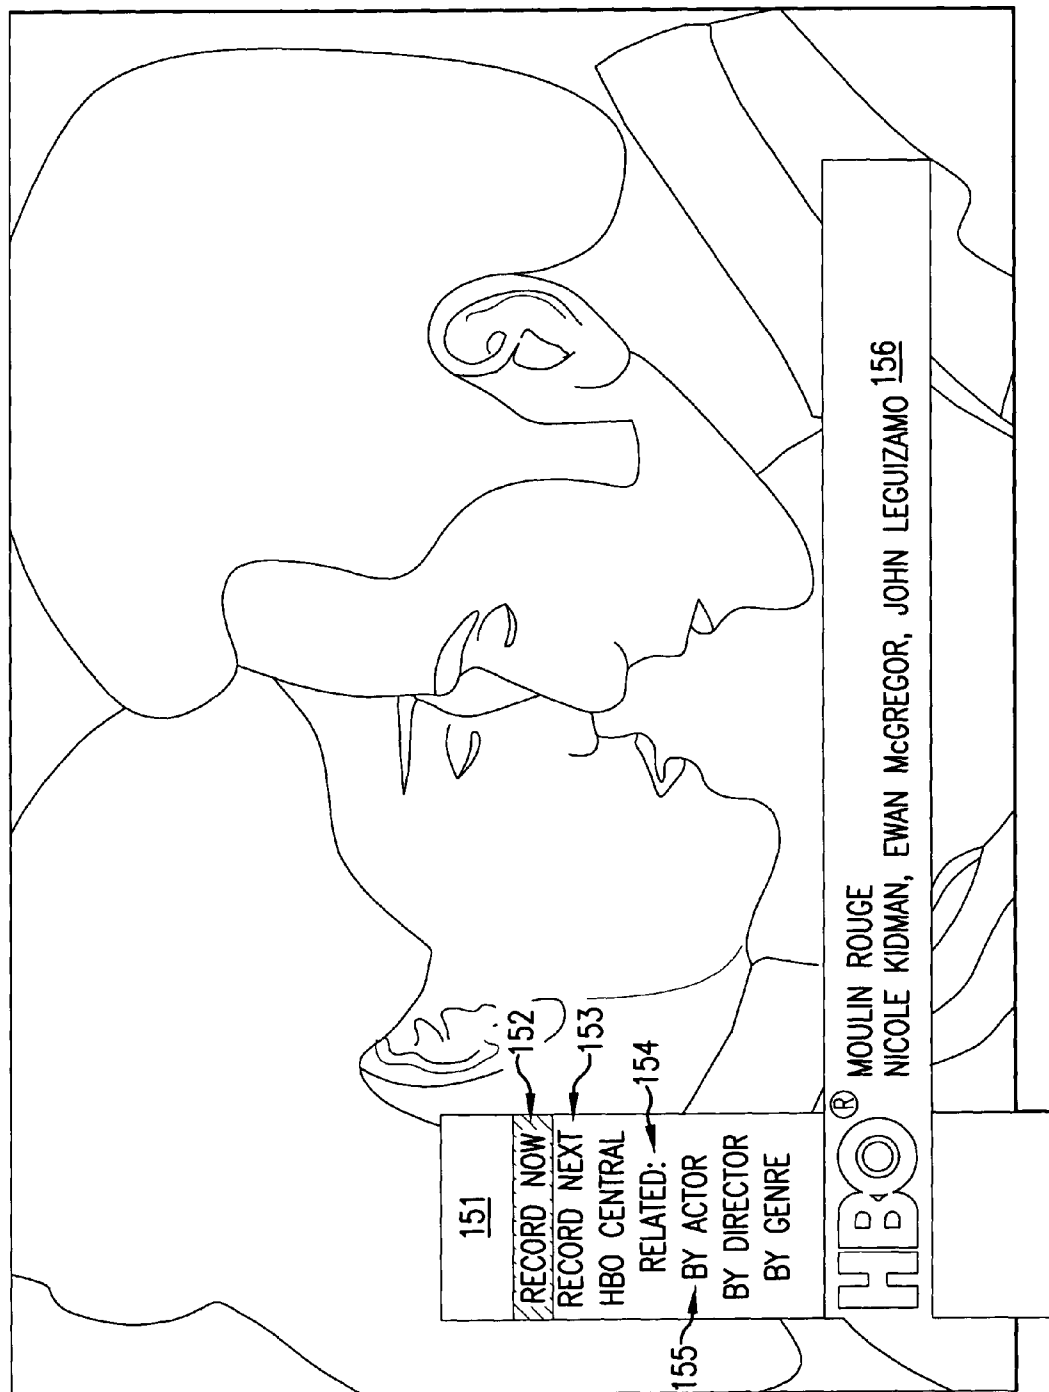 151
RECORD NOW 152
RECORD NEXT 153
HBO CENTRAL
RELATED: 154
155 BY ACTOR
BY DIRECTOR
BY GENRE
HBO®
MOULIN ROUGE
NICOLE KIDMAN, EWAN McGREGOR, JOHN LEGUIZAMO 156